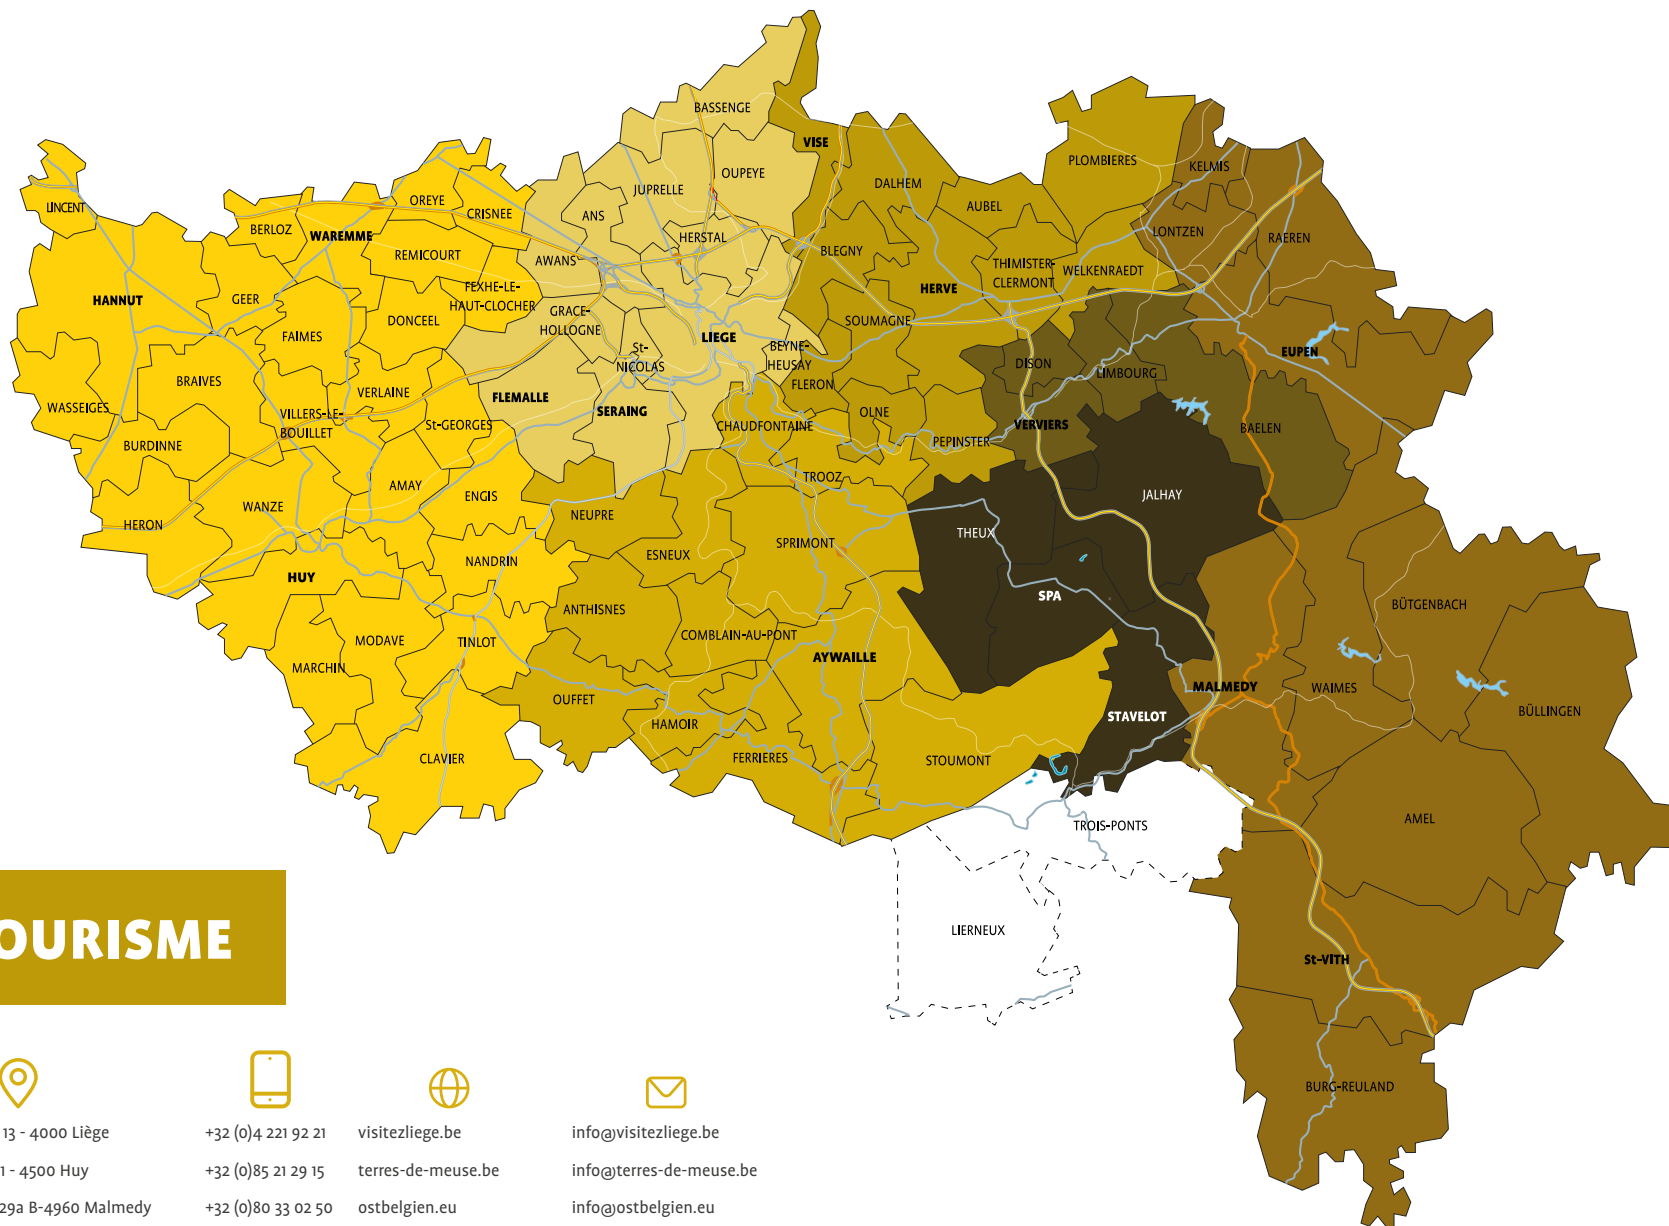 BASSENGE
VISE
OUPEYE
PLOMBIERES
KELMIS
DALHEM
JUPRELLE
LINCENT
OREYE
CRISNEE
AUBEL
ANS
BERLOZ
WAREMME
HERSTAL
LONTZEN
RAEREN
REMICOURT
AWANS
BLEGNY
THIMISTER-
CLERMONT
WELKENRAEDT
FEXHE-LE-
HAUT-CLOCHER
HERVE
HANNUT
GEER
GRACE-
HOLLOGNE
DONCEEL
SOUMAGNE
FAIMES
LIEGE
St-
NICOLAS
BEYNE-
HEUSAY
EUPEN
DISON
LIMBOURG
BRAIVES
FLERON
VERLAINE
FLEMALLE
WASSEIGES
SERAING
OLNE
VILLERS-LE-
BOUILLET
St-GEORGES
CHAUDFONTAINE
VERVIERS
BAELEN
BURDINNE
PEPINSTER
TROOZ
AMAY
ENGIS
JALHAY
WANZE
NEUPRE
HERON
THEUX
SPRIMONT
ESNEUX
NANDRIN
HUY
SPA
BÜTGENBACH
ANTHISNES
COMBLAIN-AU-PONT
MODAVE
TINLOT
AYWAILLE
MARCHIN
MALMEDY
WAIMES
OUFFET
BÜLLINGEN
STAVELOT
HAMOIR
CLAVIER
FERRIERES
STOUMONT
TROIS-PONTS
AMEL
LIERNEUX
OURISME
St-VITH
BURG-REULAND
13 - 4000 Liège +32 (0)4 221 92 21 visitezliege.be info@visitezliege.be
1 - 4500 Huy +32 (0)85 21 29 15 terres-de-meuse.be info@terres-de-meuse.be
29a B-4960 Malmedy +32 (0)80 33 02 50 ostbelgien.eu info@ostbelgien.eu